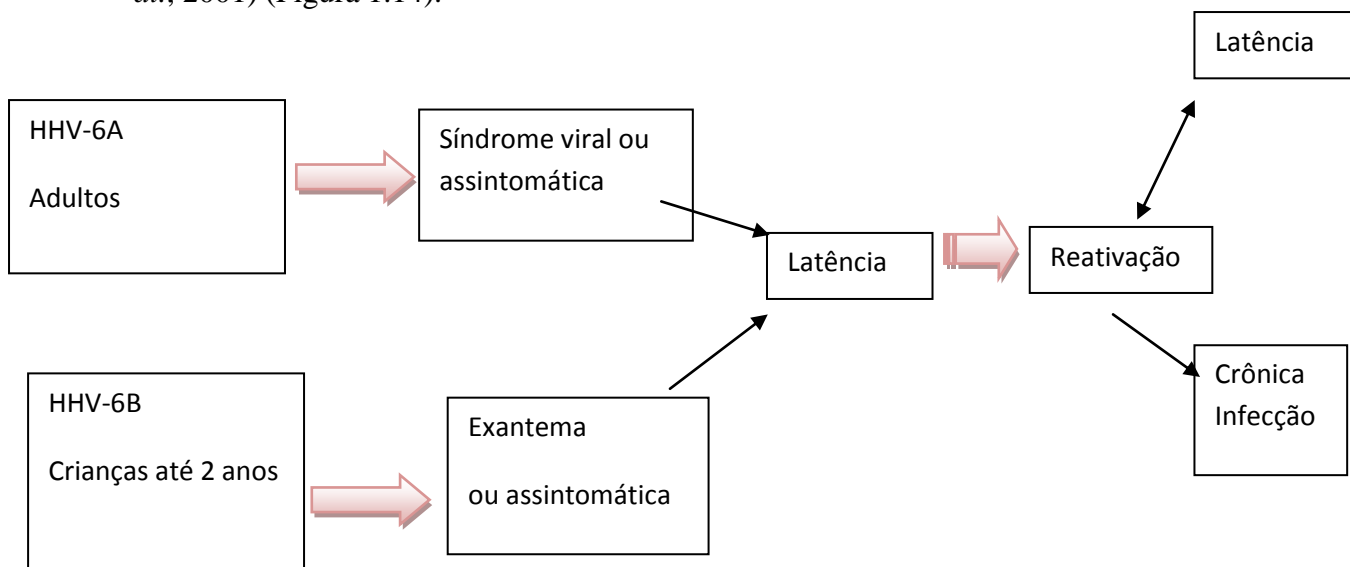 al., 2001) (Figura 1.14).
Latência
HHV-6A
Adultos
Síndrome viral ou
assintomática
Latência
Reativação
Crônica
Infecção
HHV-6B
Crianças até 2 anos
Exantema
ou assintomática